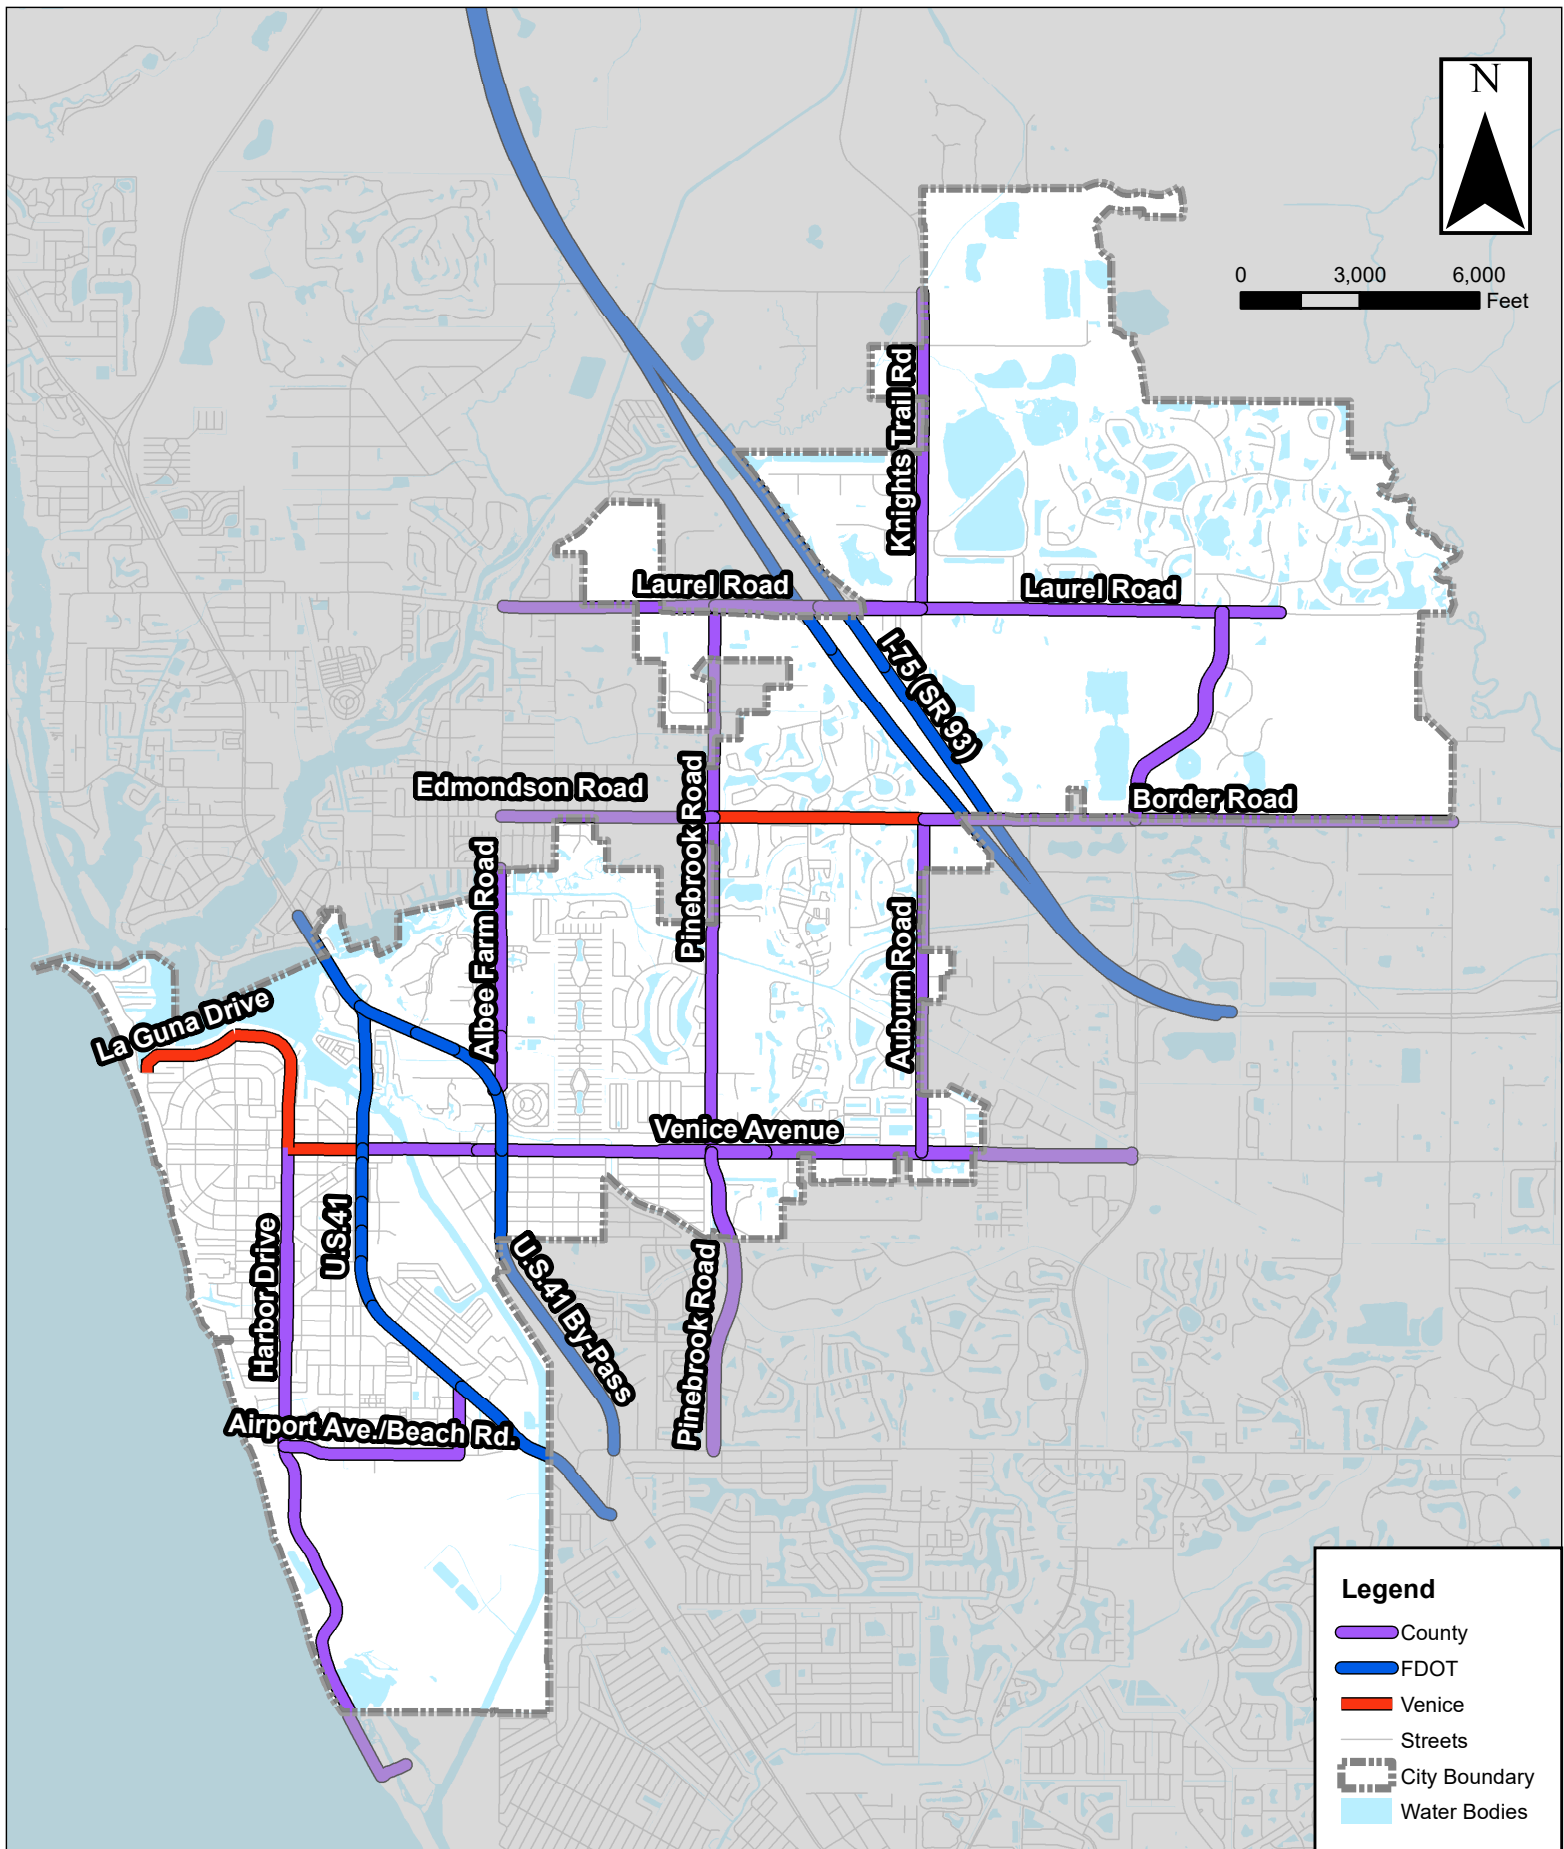 N
0 3,000 6,000
Feet
Knights Trail Rd
Laurel Road
Laurel Road
I-75 (SR 93)
Edmondson Road
Pinebrook Road
Border Road
Albee Farm Road
Auburn Road
La Guna Drive
Venice Avenue
U.S.41
Harbor Drive
U.S.41 By-Pass
Pinebrook Road
Airport Ave./Beach Rd.
Legend
County
FDOT
Venice
Streets
City Boundary
Water Bodies